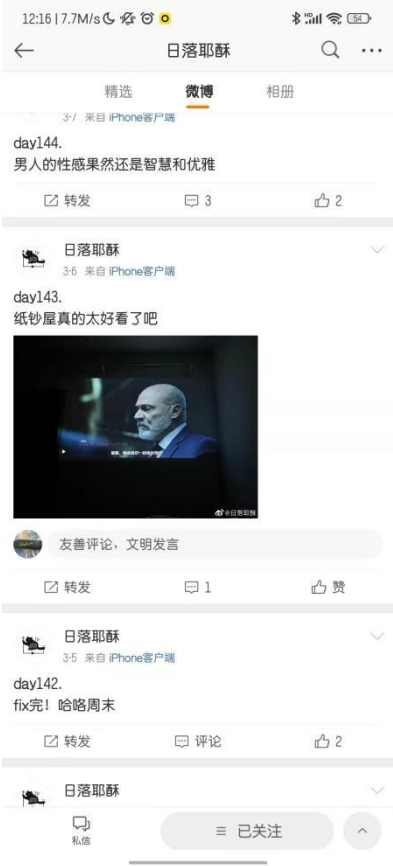 12:16 | 7.7M/s
54
日落耶稣
精选
微博
相册
3-7 来自 iPhone客户端
day144.
男人的性感果然还是智慧和优雅
转发
3
2
日落耶稣
3-6 来自 iPhone客户端
day143.
纸钞屋真的太好看了吧
@日落耶稣
友善评论，文明发言
转发
1
赞
日落耶稣
3-5 来自 iPhone客户端
day142.
fix完！哈咯周末
转发
评论
2
日落耶稣
私信
已关注